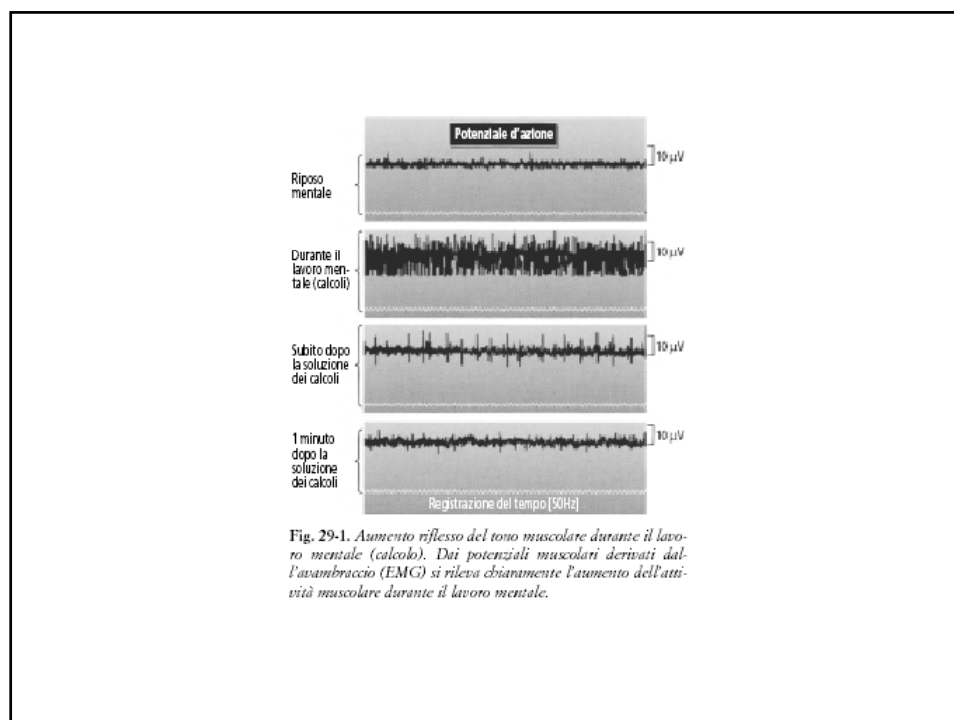 Potenziale d'azione
10 µV
Riposo
mentale
Durante il
lavoro men-
tale (calcoli)
10 µV
Subito dopo
la soluzione
dei calcoli
10 µV
1 minuto
dopo la
soluzione
dei calcoli
10 µV
Registrazione del tempo [50Hz]
Fig. 29-1. Aumento riflesso del tono muscolare durante il lavo-
ro mentale (calcolo). Dai potenziali muscolari derivati dal-
l'avambraccio (EMG) si rileva chiaramente l'aumento dell'atti-
vità muscolare durante il lavoro mentale.